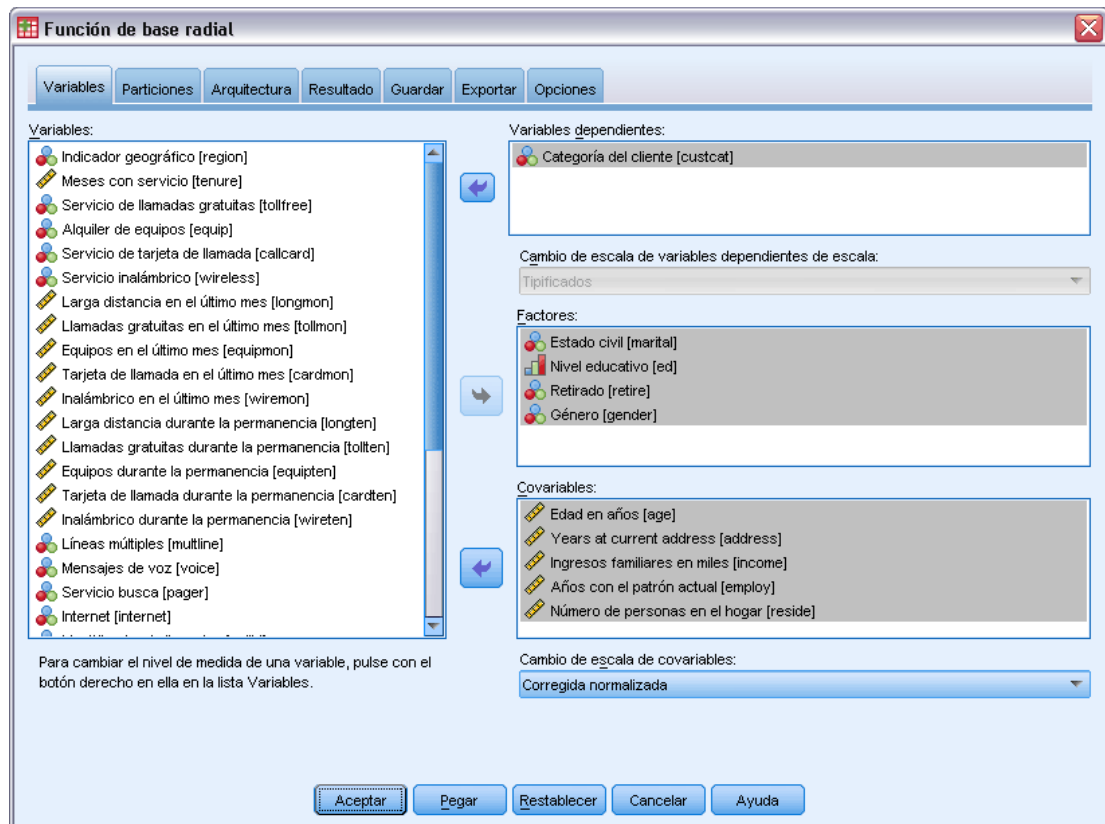 Función de base radial
Variables
Particiones
Arquitectura
Resultado
Guardar
Exportar
Opciones
Variables:
Indicador geográfico [region]
Meses con servicio [tenure]
Servicio de llamadas gratuitas [tollfree]
Alquiler de equipos [equip]
Servicio de tarjeta de llamada [callcard]
Servicio inalámbrico [wireless]
Larga distancia en el último mes [longmon]
Llamadas gratuitas en el último mes [tollmon]
Equipos en el último mes [equipmon]
Tarjeta de llamada en el último mes [cardmon]
Inalámbrico en el último mes [wiremon]
Larga distancia durante la permanencia [longten]
Llamadas gratuitas durante la permanencia [tollten]
Equipos durante la permanencia [equipten]
Tarjeta de llamada durante la permanencia [cardten]
Inalámbrico durante la permanencia [wireten]
Líneas múltiples [multline]
Mensajes de voz [voice]
Servicio busca [pager]
Internet [internet]
Para cambiar el nivel de medida de una variable, pulse con el
botón derecho en ella en la lista Variables.
Variables dependientes:
Categoría del cliente [custcat]
Cambio de escala de variables dependientes de escala:
Tipificados
Factores:
Estado civil [marital]
Nivel educativo [ed]
Retirado [retire]
Género [gender]
Covariables:
Edad en años [age]
Years at current address [address]
Ingresos familiares en miles [income]
Años con el patrón actual [employ]
Número de personas en el hogar [reside]
Cambio de escala de covariables:
Corregida normalizada
Aceptar
Pegar
Restablecer
Cancelar
Ayuda